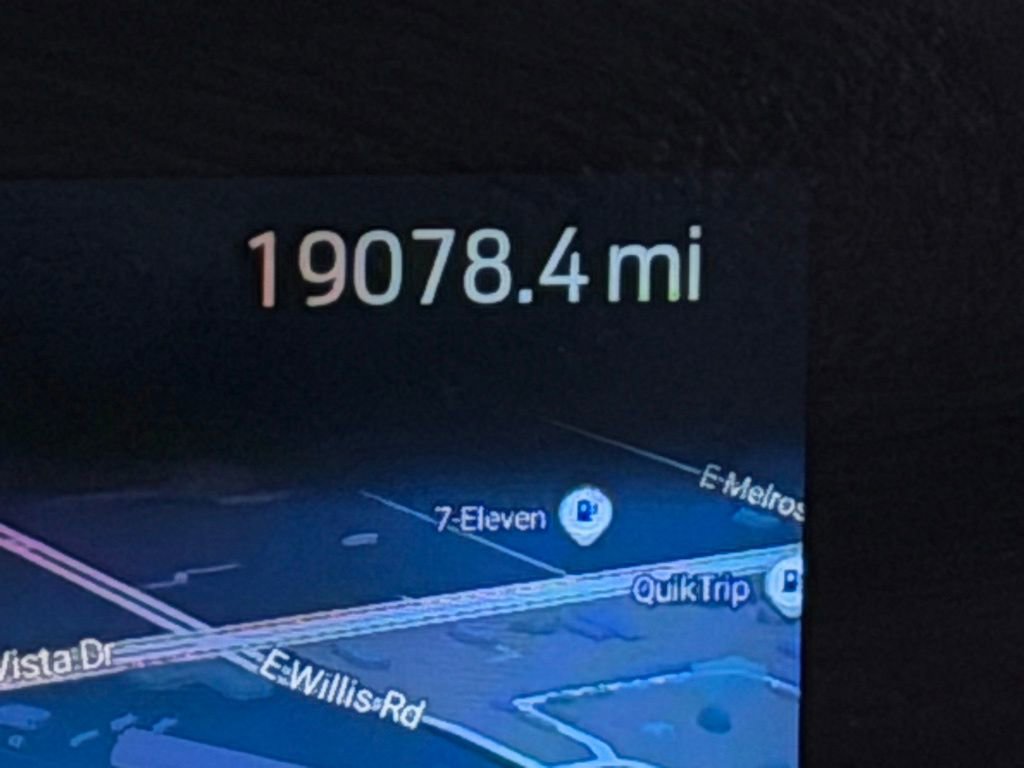 19078.4 mi
E Melros
7-Eleven
QuikTrip
Vista Dr
E Willis Rd